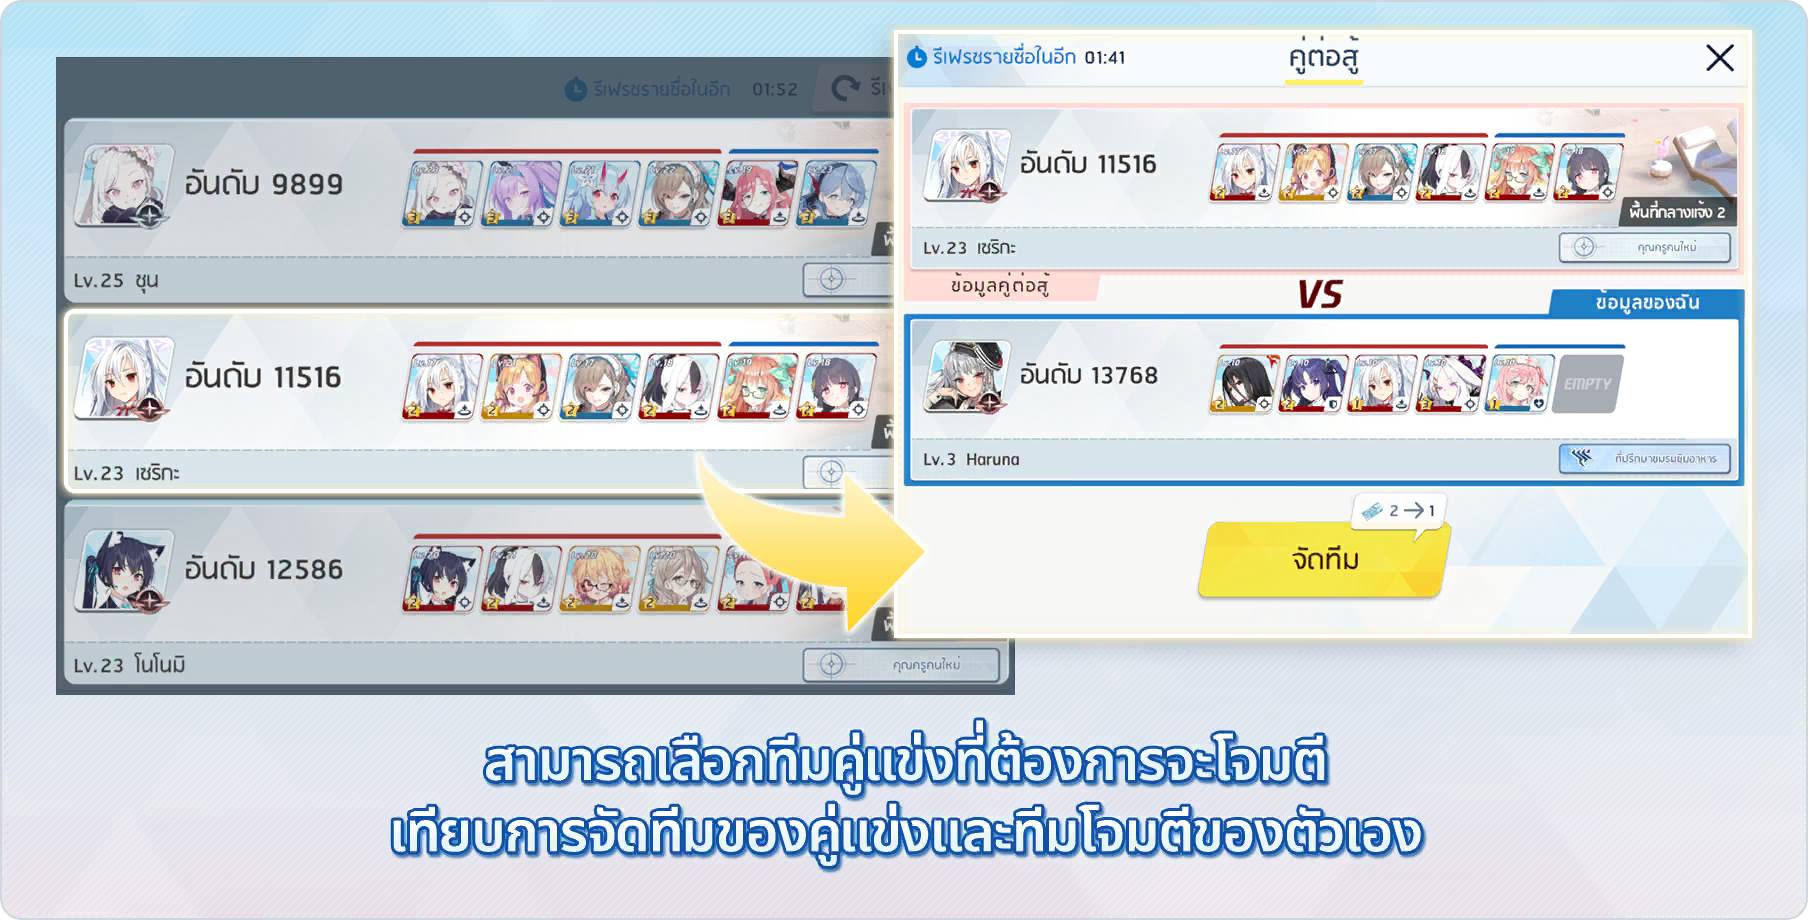 รีเฟรชรายชื่อในอีก 01:52
อันดับ 9899
Lv.25 ชุน
อันดับ 11516
Lv.23 เซริกะ
อันดับ 12586
Lv.23 โนโนมิ
คุณครูคนใหม่
รีเฟรชรายชื่อในอีก 01:41
คู่ต่อสู้
อันดับ 11516
พื้นที่กลางแจ้ง 2
Lv.23 เซริกะ
คุณครูคนใหม่
ข้อมูลคู่ต่อสู้
VS
ข้อมูลของฉัน
อันดับ 13768
EMPTY
Lv.3 Haruna
ที่ปรึกษาชมรมชิมอาหาร
2 → 1
จัดทีม
สามารถเลือกทีมคู่แข่งที่ต้องการจะโจมตี
เทียบการจัดทีมของคู่แข่งและทีมโจมตีของตัวเอง